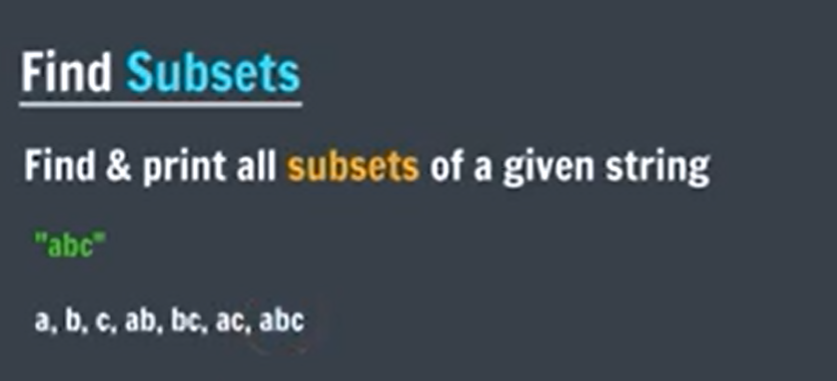 Find Subsets
Find & print all subsets of a given string
"abc"
a, b, c, ab, bc, ac, abc